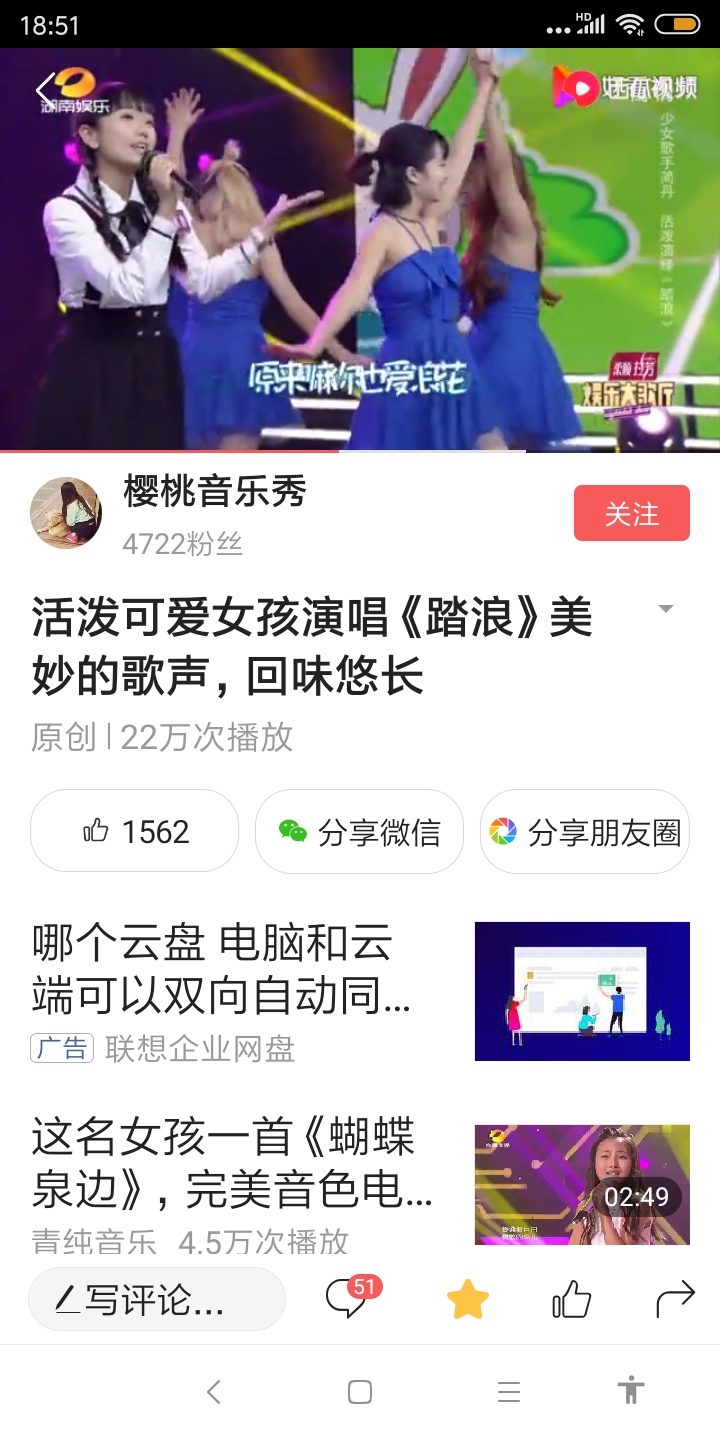 18:51
HD
湖南娱乐
好看视频
少女歌手简丹 活泼演绎《踏浪》
原来嘛你也爱浪花
娱乐大歌厅
樱桃音乐秀
4722粉丝
关注
活泼可爱女孩演唱《踏浪》美
妙的歌声，回味悠长
原创 | 22万次播放
1562
分享微信
分享朋友圈
哪个云盘 电脑和云
端可以双向自动同...
广告 联想企业网盘
这名女孩一首《蝴蝶
泉边》，完美音色电...
02:49
青纯音乐 4.5万次播放
写评论...
51